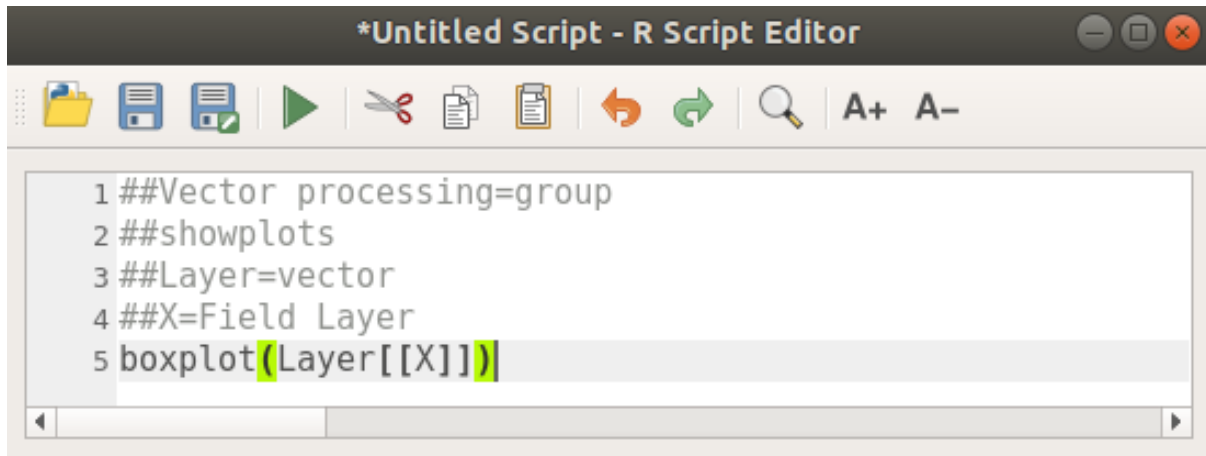 *Untitled Script - R Script Editor
A+ A-
1 ##Vector processing=group
2 ##showplots
3 ##Layer=vector
4 ##X=Field Layer
5 boxplot(Layer[[X]])